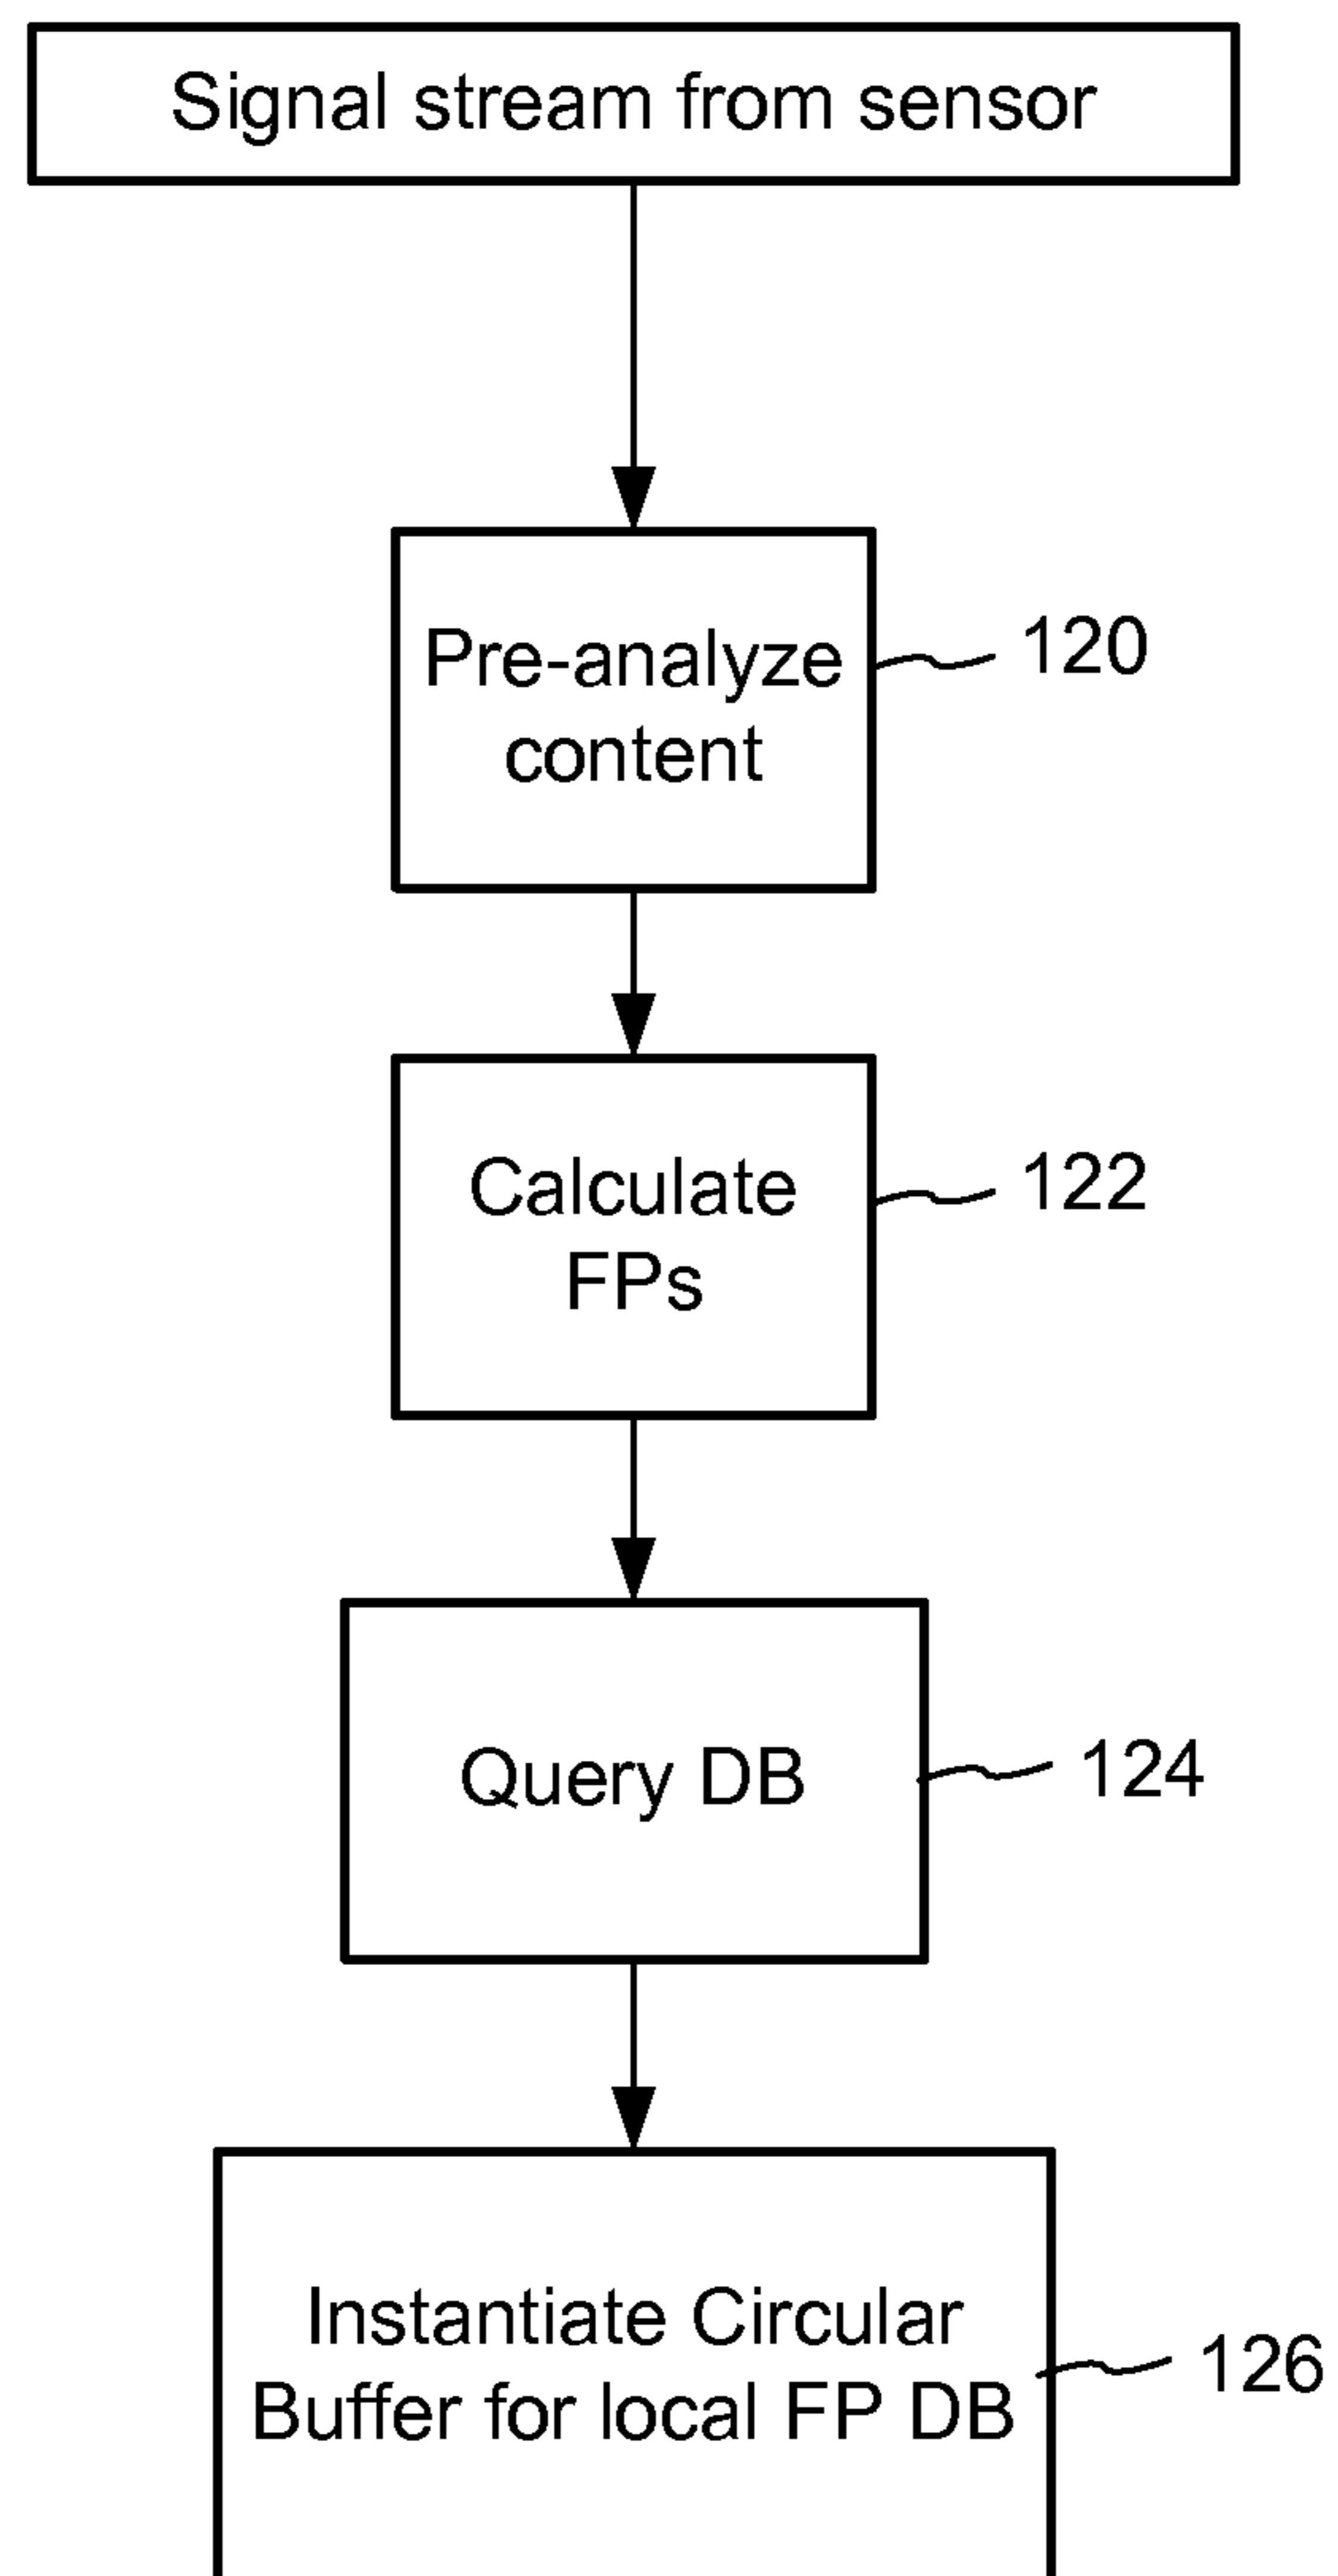 Signal stream from sensor
Pre-analyze
content
120
Calculate
FPs
122
Query DB
124
Instantiate Circular
Buffer for local FP DB
126